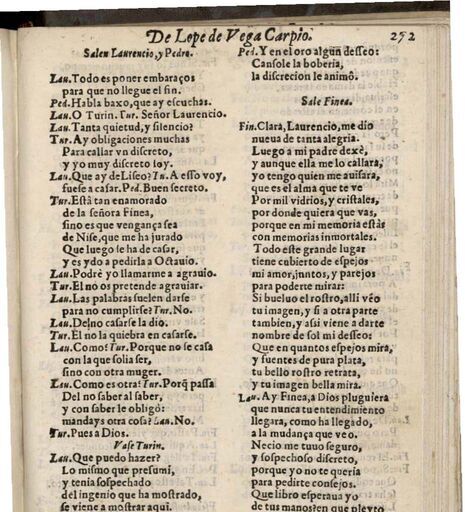 De Lope de Vega Carpio. 252
Salen Laurencio, y Pedro.
Lau. Todo es poner embaraços
para que no llegue el fin.
Ped. Habla baxo, que ay escuchas.
Lau. O Turin. Tur. Señor Laurencio.
Lau. Tanta quietud, y silencio?
Tur. Ay obligaciones muchas
Para callar vn discreto,
y yo muy discreto soy.
Lau. Que ay de Liseo? Tu. A esso voy,
fuese a casar. Ped. Buen secreto.
Tur. Està tan enamorado
de la señora Finea,
sino es que vengança sea
de Nise, que me ha jurado
Que luego se ha de casar,
y es ydo a pedirla a Octauio.
Lau. Podrè yo llamarme a agrauio.
Tur. El no os pretende agrauiar.
Lau. Las palabras suelen darse
para no cumplirse? Tur. No.
Lau. De no casarse la dio.
Tur. El no la quiebra en casarse.
Lau. Como? Tur. Porque no se casa
con la que solia ser,
sino con otra muger.
Lau. Como es otra? Tur. Porq̃ passa
Del no saber al saber,
y con saber le obligò:
mandays otra cosa? Lau. No.
Tur. Pues a Dios.
Vase Turin.
Lau. Que puedo hazer?
Lo mismo que presumi,
y tenia sospechado
del ingenio que ha mostrado,
se viene a mostrar aqui.
Ped. Y en el oro algun desseo:
Cansole la boberia,
la discrecion le animò.
Sale Finea.
Fin. Clara, Laurencio, me diò
nueua de tanta alegria.
Luego a mi padre dexè,
y aunque ella me lo callara,
yo tengo quien me auisara,
que es el alma que te vè
Por mil vidrios, y cristales,
por donde quiera que vas,
porque en mi memoria estàs
con memorias inmortales.
Todo este grande lugar
tiene cubierto de espejos
mi amor, juntos, y parejos
para poderte mirar:
Si bueluo el rostro, alli vèo
tu imagen, y si a otra parte
tambien, y asi viene a darte
nombre de sol mi desseo:
Que en quantos espejos mira,
y fuentes de pura plata,
tu bello rostro retrata,
y tu imagen bella mira.
Lau. Ay Finea, a Dios pluguiera
que nunca tu entendimiento
llegara, como ha llegado,
a la mudança que veo.
Necio me tuuo seguro,
y sospechoso discreto,
porque yo no te queria
para pedirte consejos.
Que libro esperaua yo
de tus manos? en que pleyto